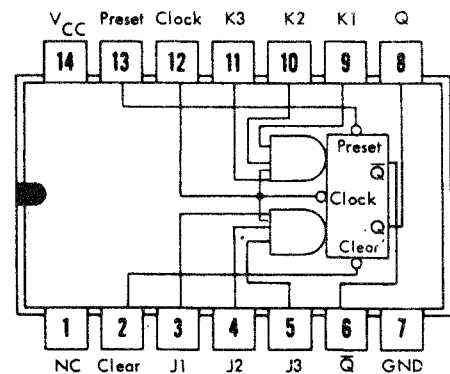 VCC Preset Clock K3 K2 K1 Q
14 13 12 11 10 9 8
Preset
Q̅
Clock
Q
Clear
1 2 3 4 5 6 7
NC Clear J1 J2 J3 Q̅ GND